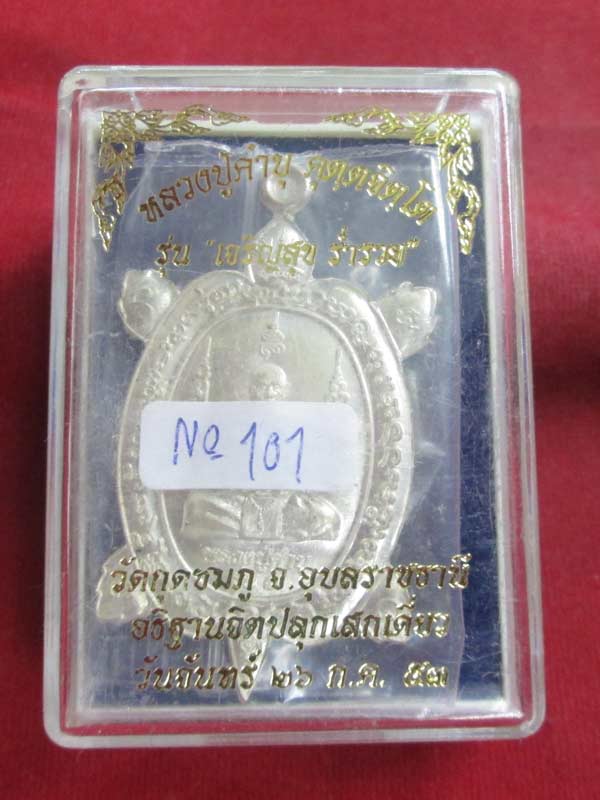 หลวงปู่คำบุ คุตฺตจิตฺโต
รุ่น "เจริญสุข ร่ำรวย"
No 101
วัดกุดชมภู จ.อุบลราชธานี
อธิฐานจิตปลุกเสกเดี่ยว
วันจันทร์ ๒๖ ก.ค. ๕๓